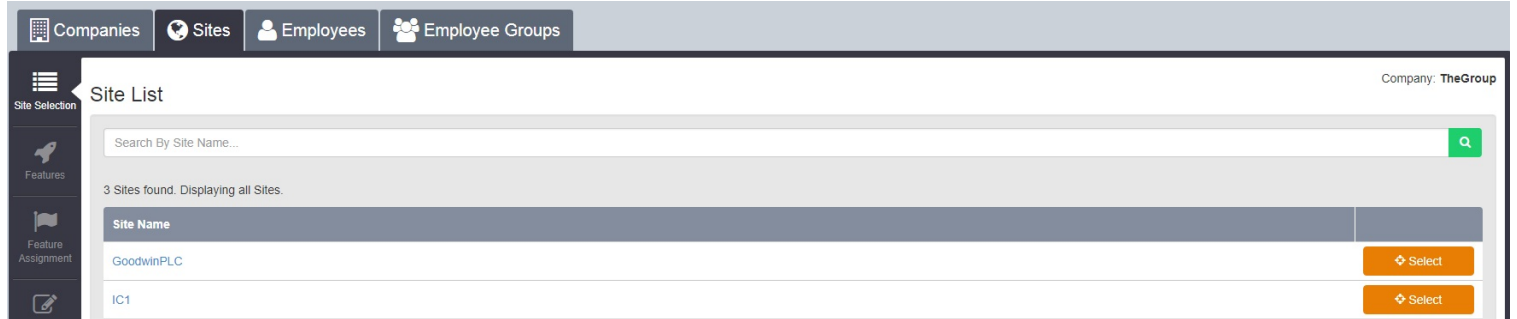 Companies
Sites
Employees
Employee Groups
Site Selection
Features
Feature
Assignment
Company: TheGroup
Site List
Search By Site Name...
3 Sites found. Displaying all Sites.
Site Name
GoodwinPLC
Select
IC1
Select